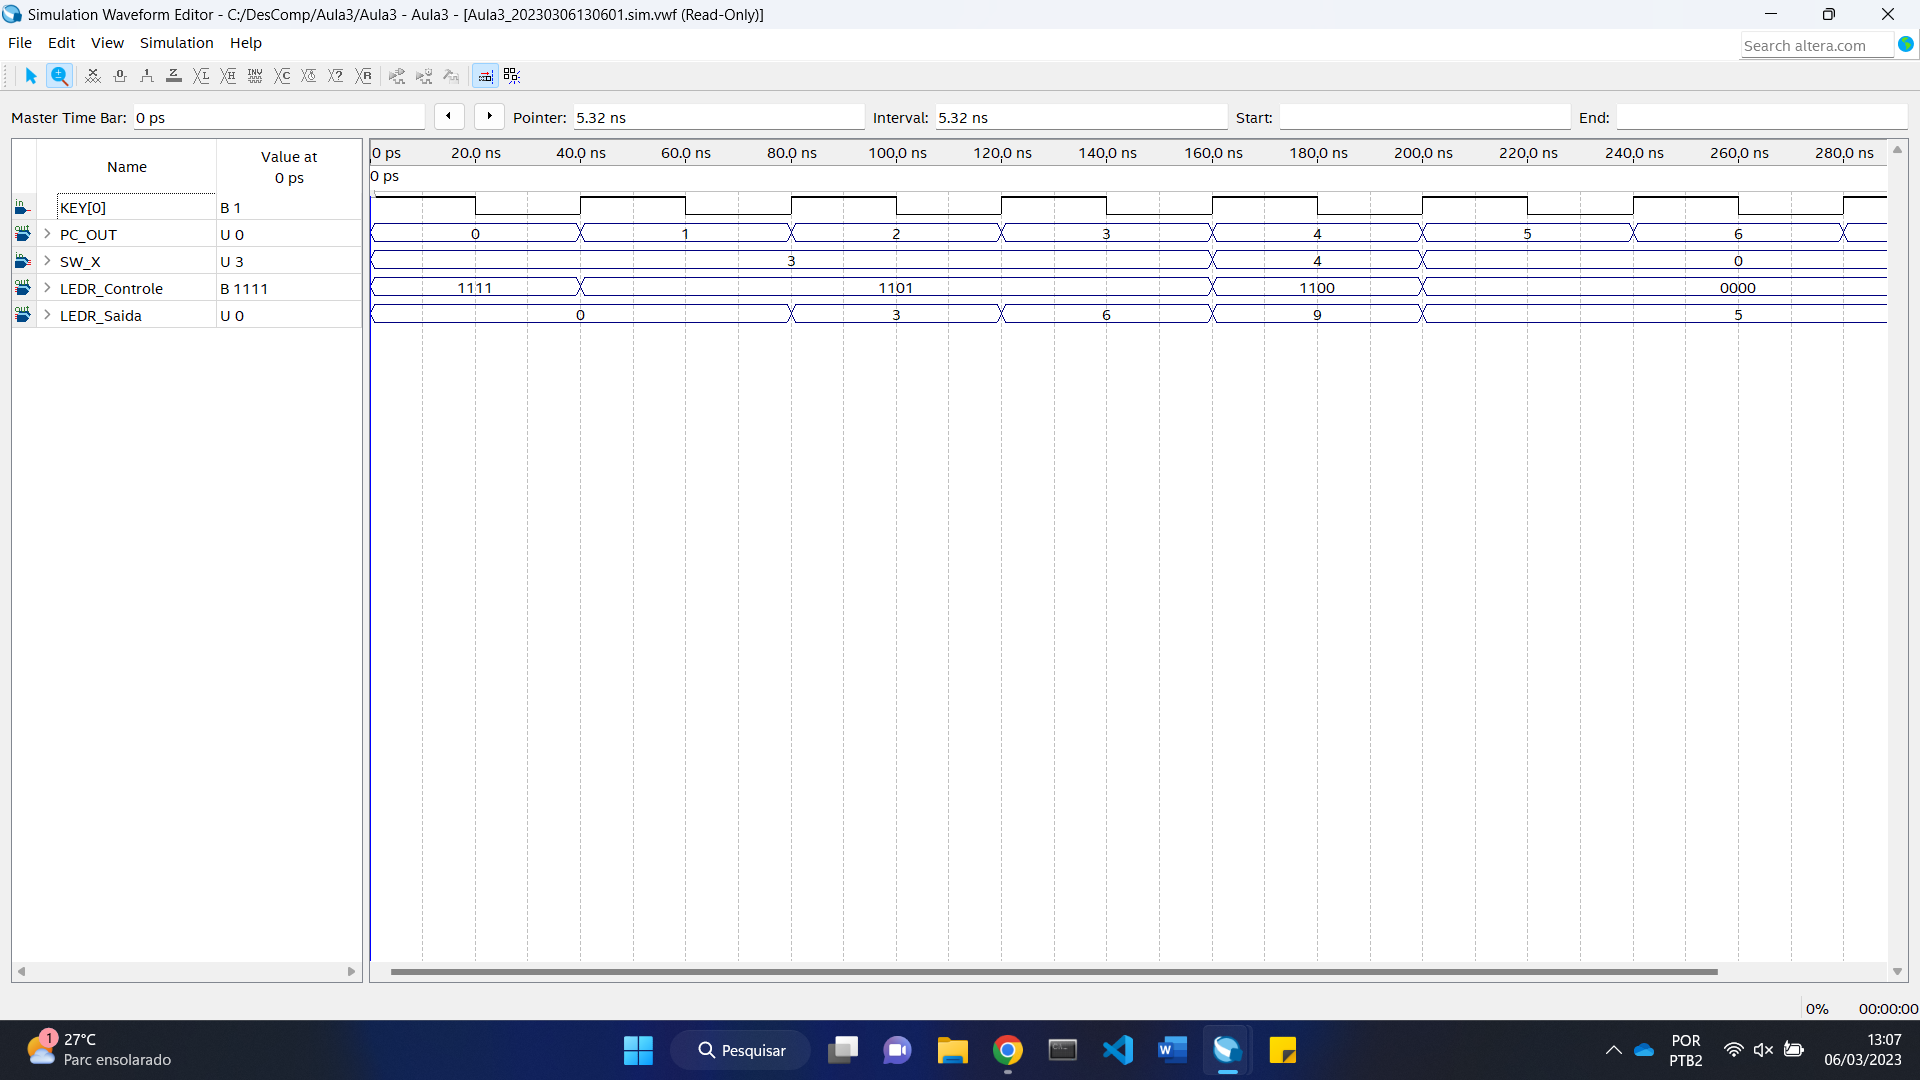 Simulation Waveform Editor - C:/DesComp/Aula3/Aula3 - Aula3 - [Aula3_20230306130601.sim.vwf (Read-Only)]
File Edit View Simulation Help
Search altera.com
Master Time Bar: 0 ps Pointer: 5.32 ns Interval: 5.32 ns Start: End:
Name Value at 0 ps
0 ps 20.0 ns 40.0 ns 60.0 ns 80.0 ns 100.0 ns 120.0 ns 140.0 ns 160.0 ns 180.0 ns 200.0 ns 220.0 ns 240.0 ns 260.0 ns 280.0 ns
0 ps
in KEY[0] B 1
out PC_OUT U 0 0 1 2 3 4 5 6
in SW_X U 3 3 4 0
out LEDR_Controle B 1111 1111 1101 1100 0000
out LEDR_Saida U 0 0 3 6 9 5
0% 00:00:00
1 27°C
Parc ensolarado
Pesquisar
POR
PTB2
13:07
06/03/2023